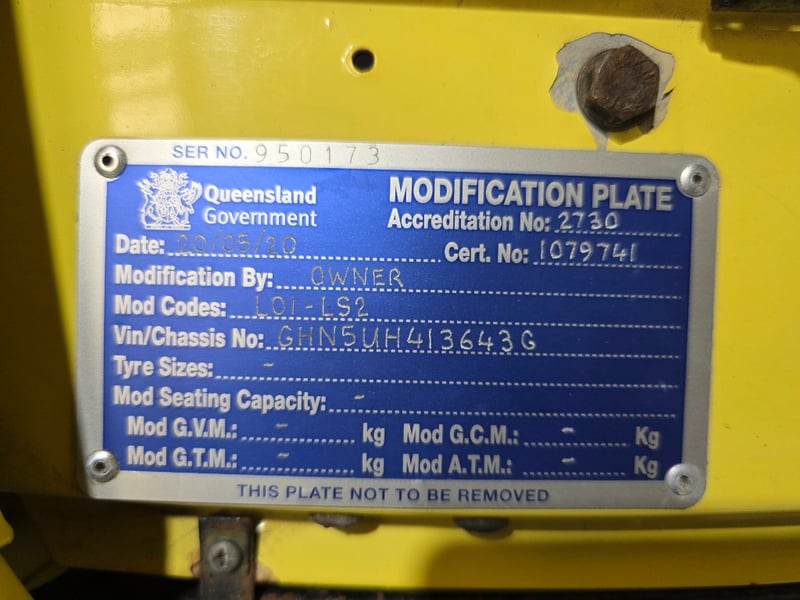 SER NO. 950173
Queensland Government
MODIFICATION PLATE
Accreditation No: 2730
Date: 20/05/20
Cert. No: 1079741
Modification By: OWNER
Mod Codes: LO1-LS2
Vin/Chassis No: GHN5UH413643G
Tyre Sizes: -
Mod Seating Capacity: -
Mod G.V.M.: - kg Mod G.C.M.: - Kg
Mod G.T.M.: - kg Mod A.T.M.: - Kg
THIS PLATE NOT TO BE REMOVED